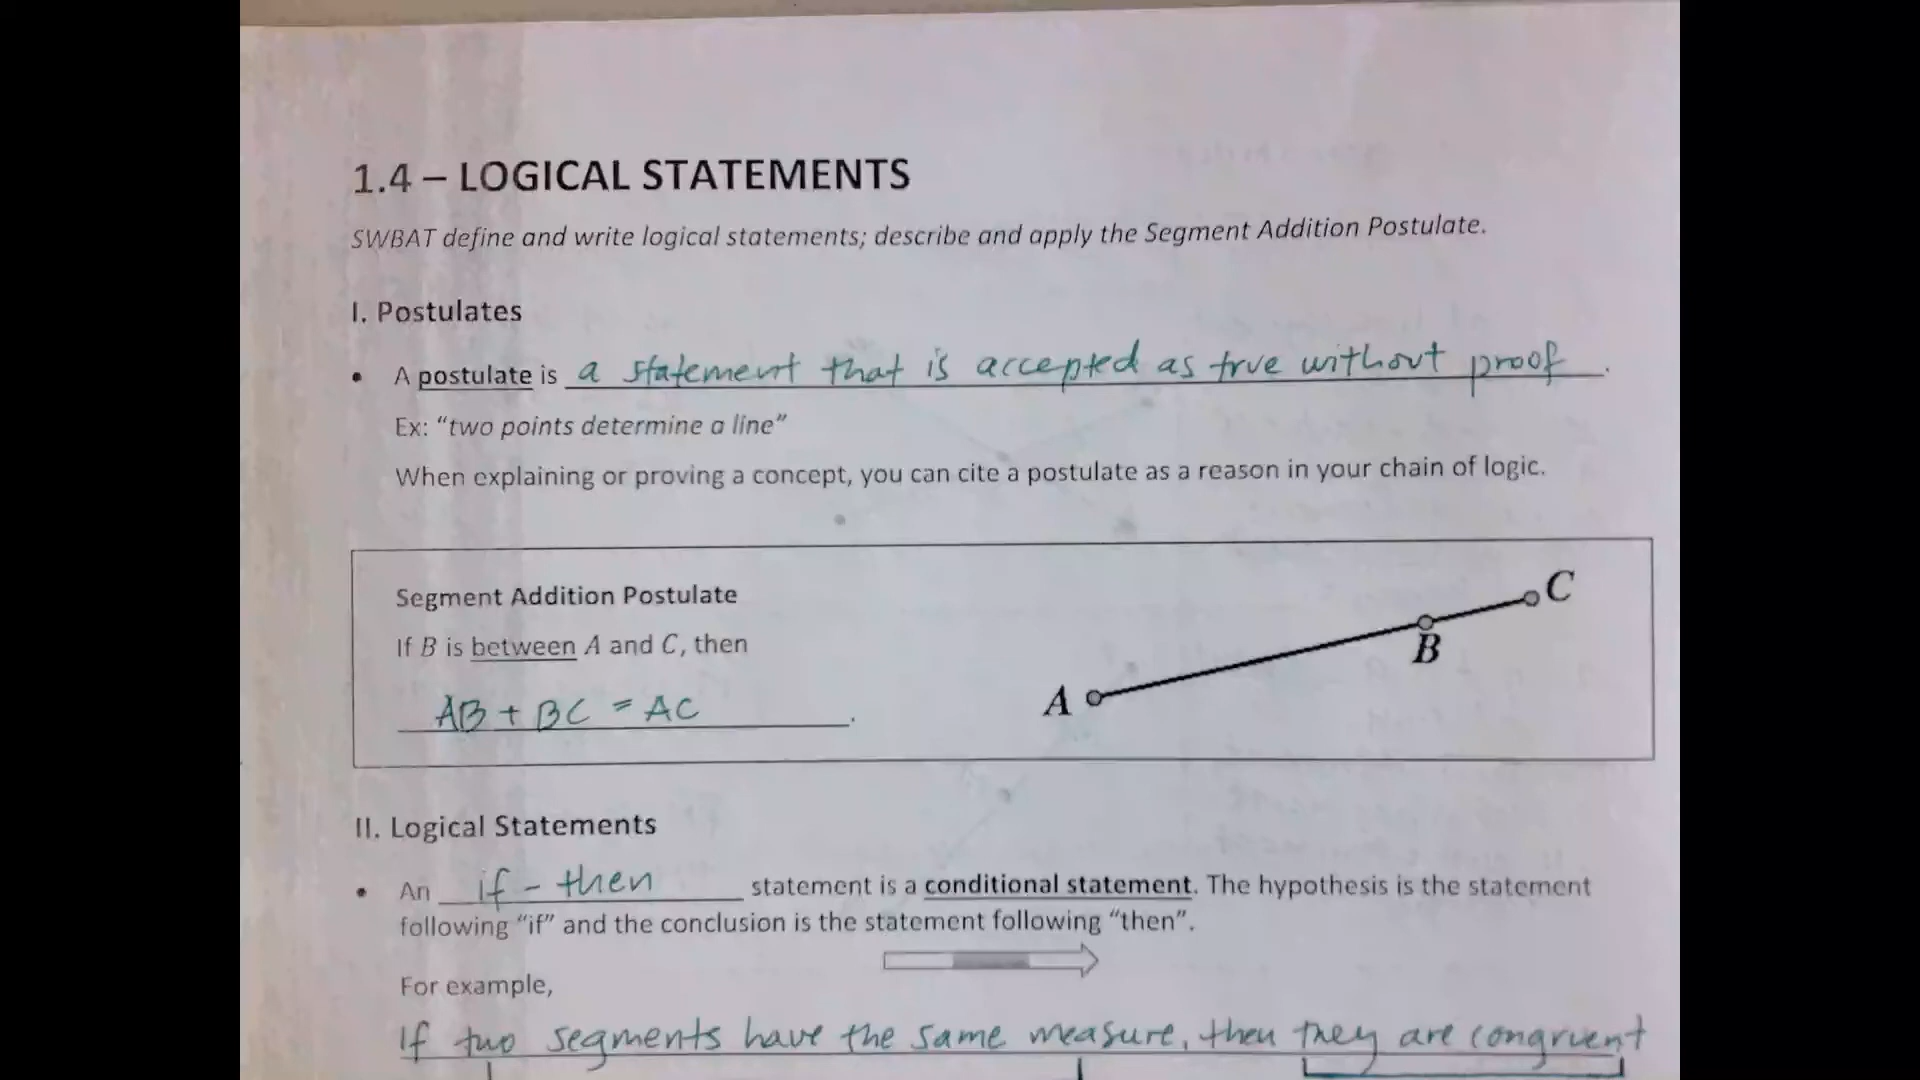 1.4 – LOGICAL STATEMENTS
SWBAT define and write logical statements; describe and apply the Segment Addition Postulate.
I. Postulates
• A postulate is a statement that is accepted as true without proof.
Ex: “two points determine a line”
When explaining or proving a concept, you can cite a postulate as a reason in your chain of logic.
Segment Addition Postulate
If B is between A and C, then
AB + BC = AC.
A
B
C
II. Logical Statements
• An if - then statement is a conditional statement. The hypothesis is the statement
following “if” and the conclusion is the statement following “then”.
For example,
If two segments have the same measure, then they are congruent